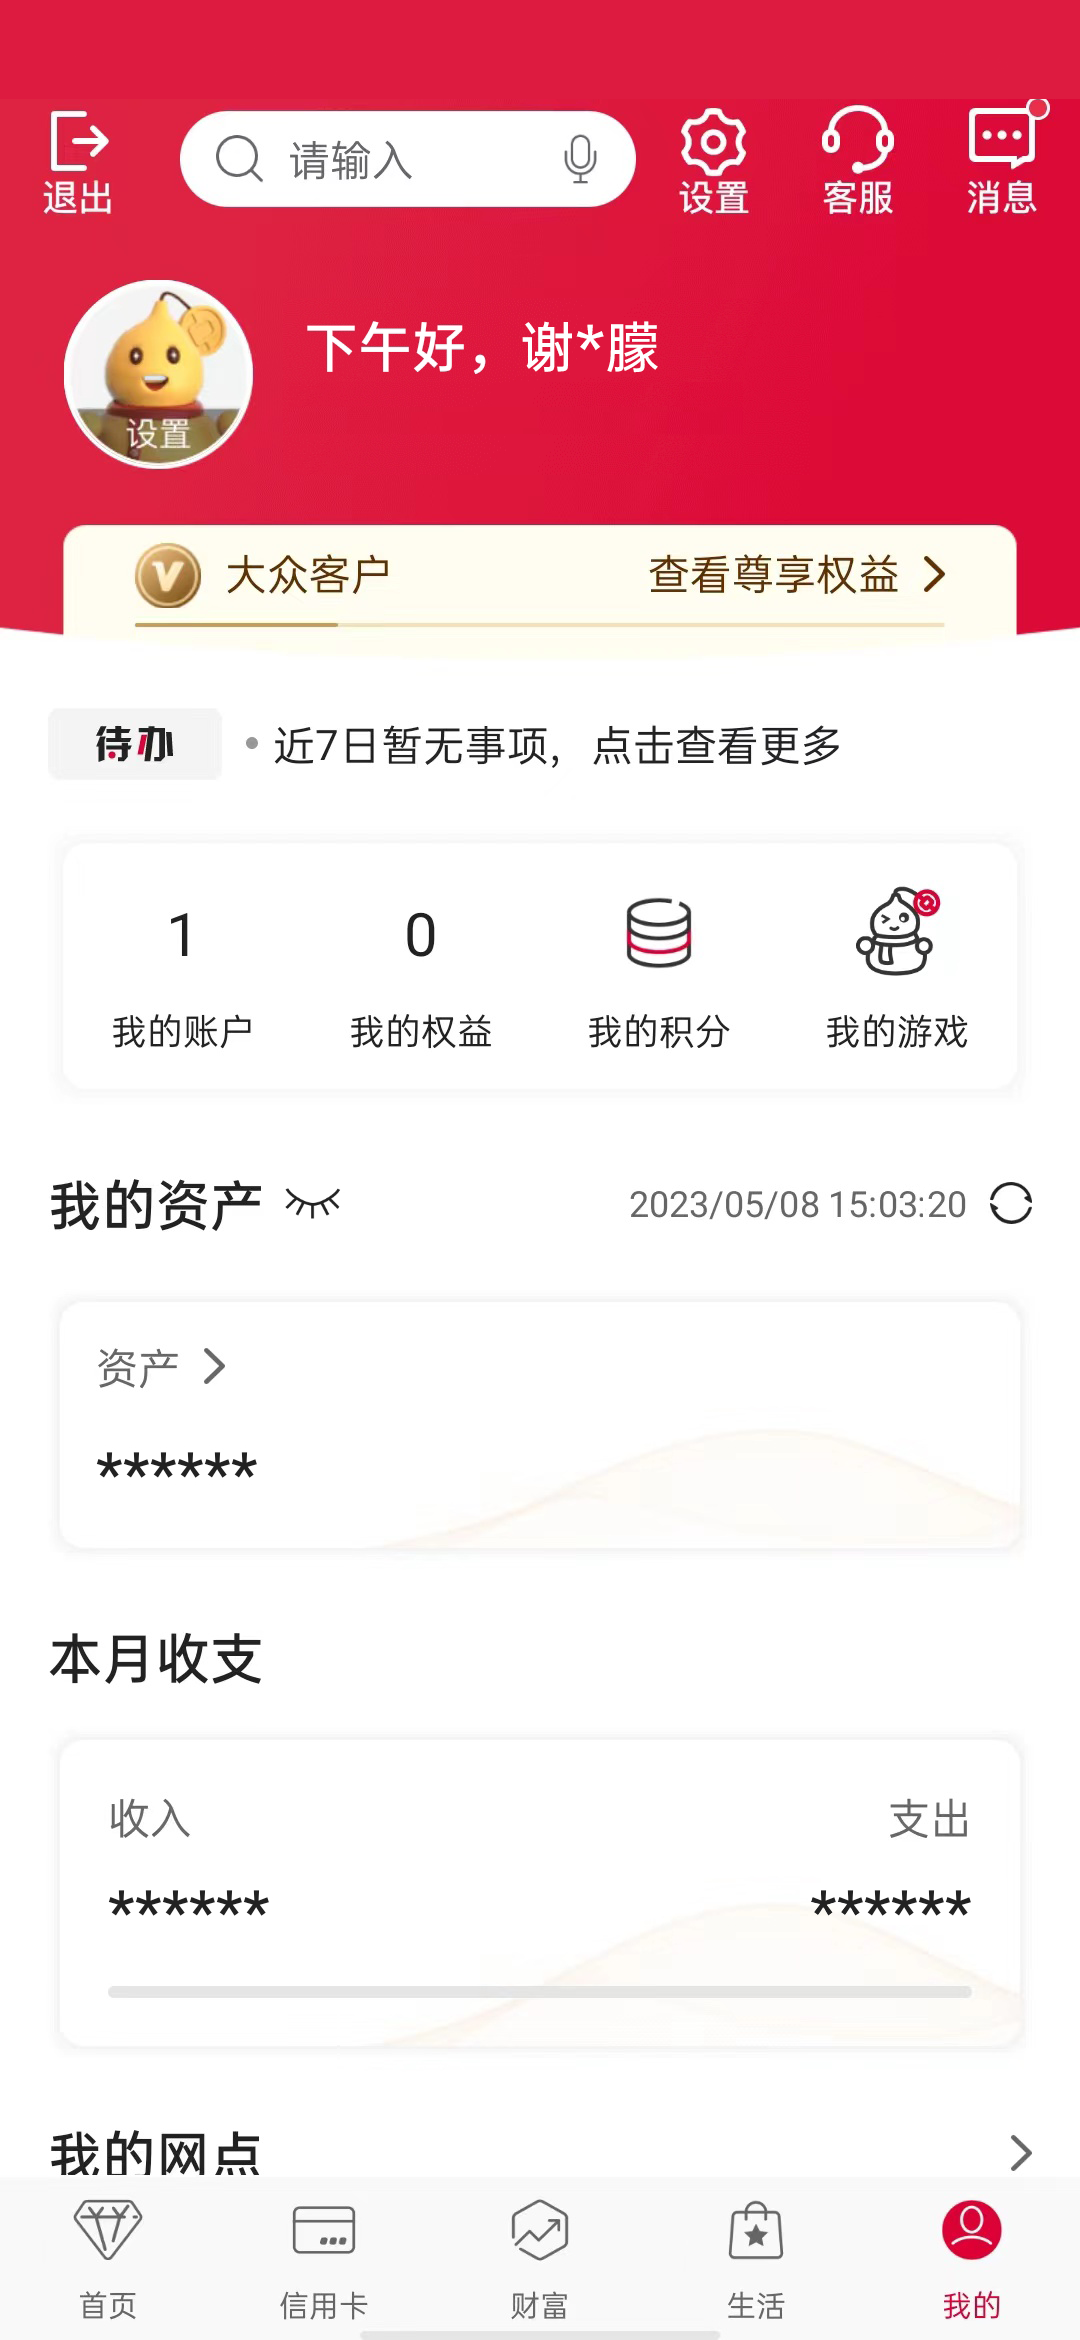 退出
请输入
设置
客服
消息
下午好，谢*朦
设置
大众客户
查看尊享权益
待办
近7日暂无事项，点击查看更多
1
0
我的账户
我的权益
我的积分
我的游戏
我的资产
2023/05/08 15:03:20
资产
******
本月收支
收入
支出
******
******
我的网点
首页
信用卡
财富
生活
我的